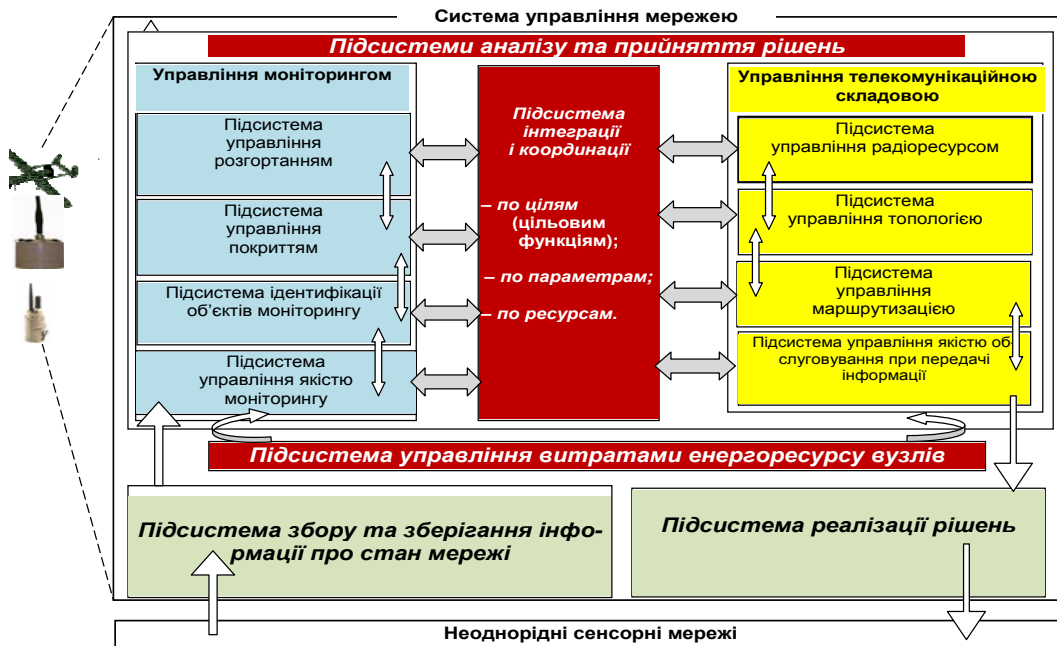 Система управління мережею
Підсистеми аналізу та прийняття рішень
Управління моніторингом
Підсистема
управління
розгортанням
Підсистема
управління
покриттям
Підсистема ідентифікації
об’єктів моніторингу
Підсистема
управління якістю
моніторингу
Підсистема
інтеграції
і координації
– по цілям
(цільовим
функціям);
– по параметрам;
– по ресурсам.
Управління телекомунікаційною
складовою
Підсистема
управління радіоресурсом
Підсистема
управління топологією
Підсистема
управління
маршрутизацією
Підсистема управління якістю об-
слуговування при передачі
інформації
Підсистема управління витратами енергоресурсу вузлів
Підсистема збору та зберігання інфо-
рмації про стан мережі
Підсистема реалізації рішень
Неоднорідні сенсорні мережі